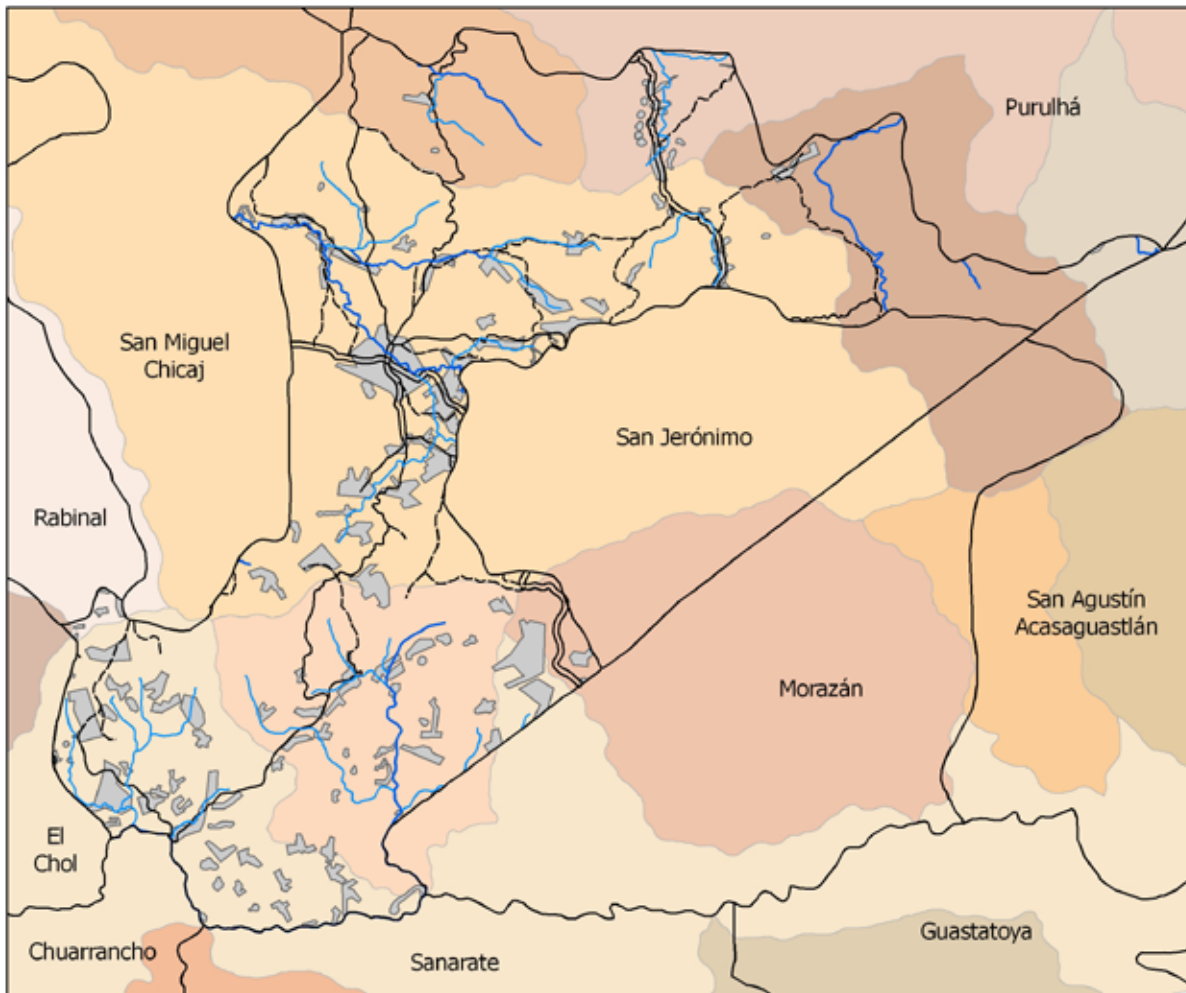 Purulhá
San Miguel
Chicaj
San Jerónimo
Rabinal
San Agustín
Acasaguastlán
Morazán
El
Chol
Guastatoya
Chuarrancho
Sanarate